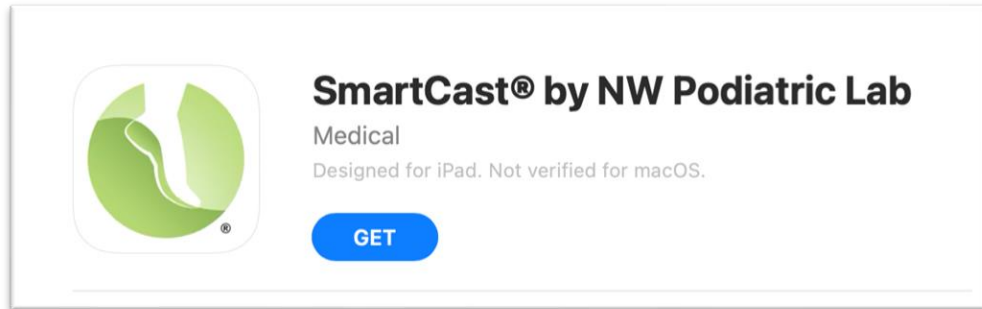 SmartCast® by NW Podiatric Lab
Medical
Designed for iPad. Not verified for macOS.
GET
®